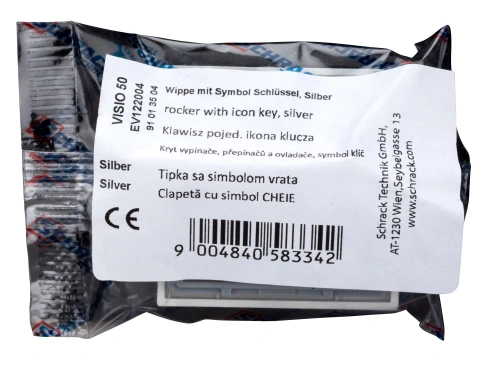 SCHRACK
VISIO 50
EV122004
91 01 35 04
Wippe mit Symbol Schlüssel, Silber
rocker with icon key, silver
Klawisz pojed. ikona klucza
Kryt vypínače, přepínačů a ovladače, symbol klíč
Silber
Silver
Tipka sa simbolom vrata
Clapetă cu simbol CHEIE
CE
9 004840 583342
Schrack Technik GmbH,
AT-1230 Wien,Seybelgasse 13
www.schrack.com